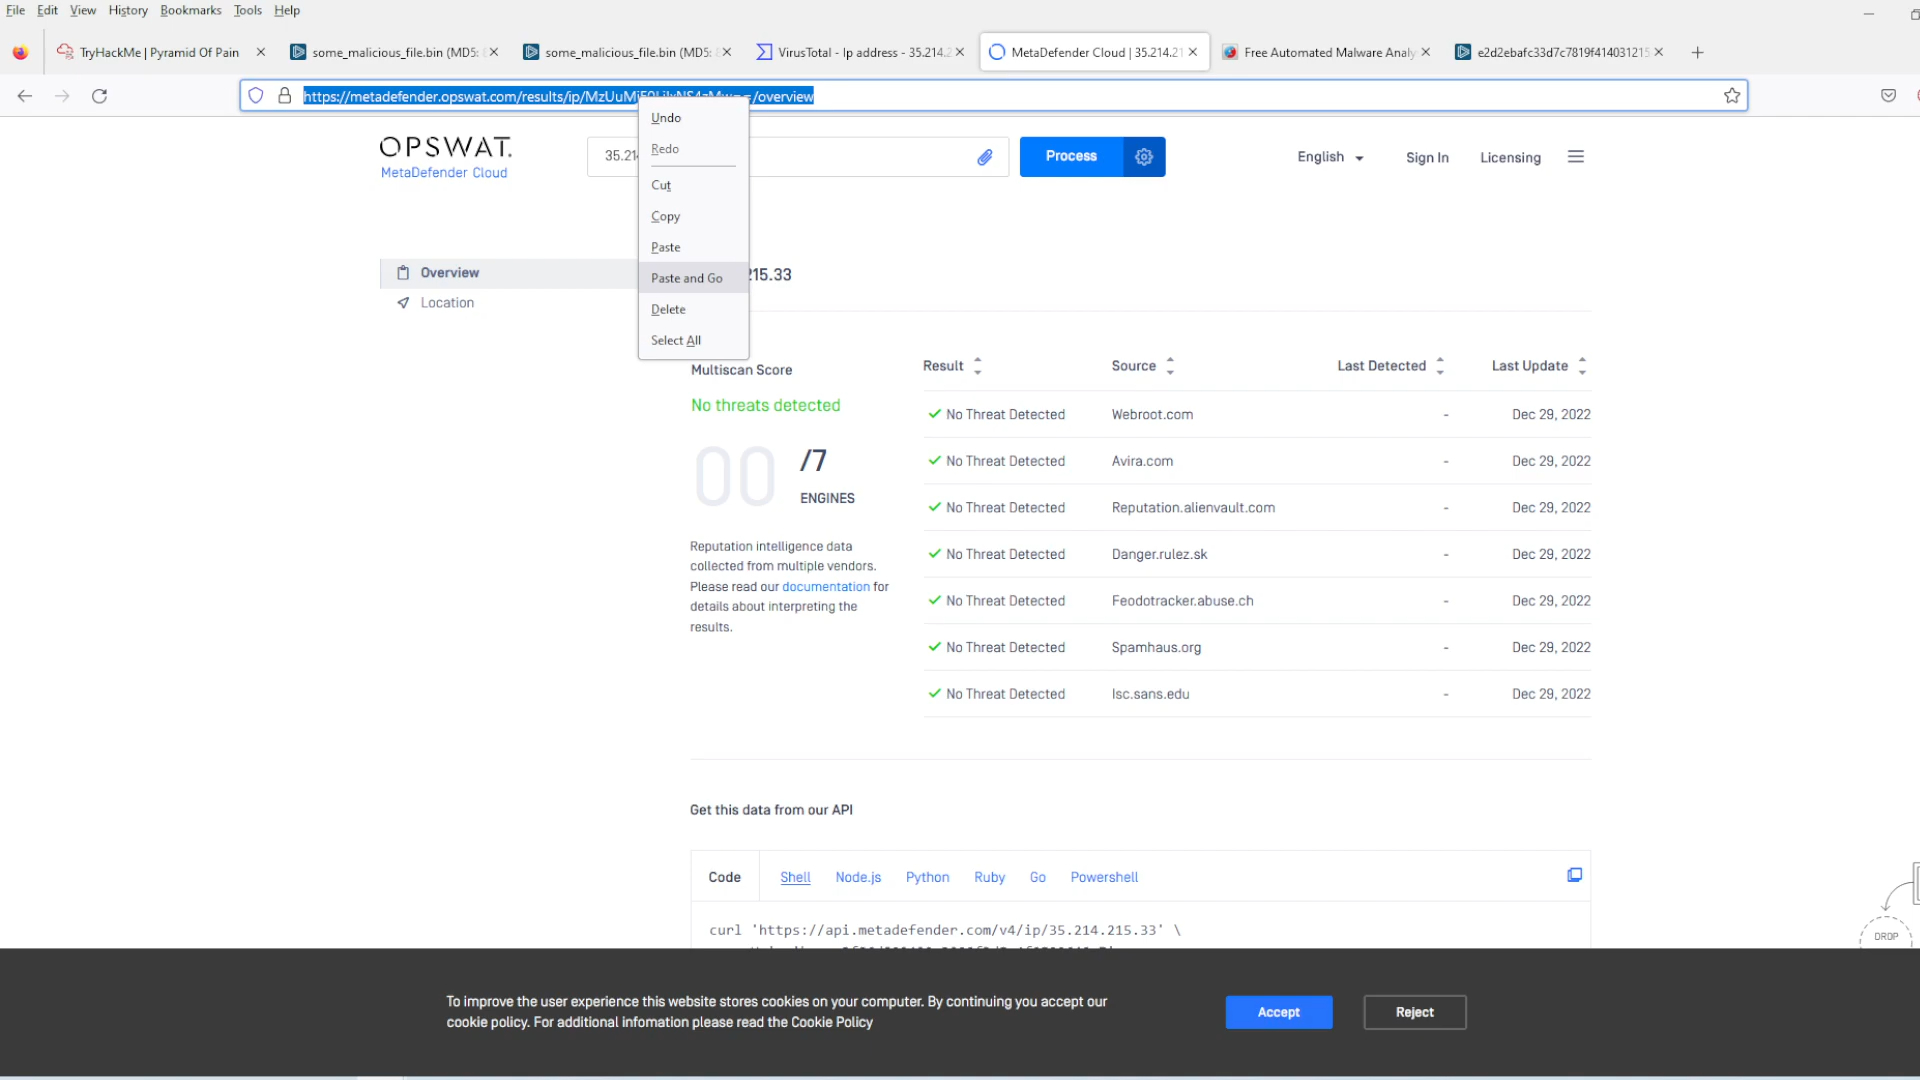 File Edit View History Bookmarks Tools Help
TryHackMe | Pyramid Of Pain
some_malicious_file.bin (MD5:
some_malicious_file.bin (MD5:
VirusTotal - Ip address - 35.214.2
MetaDefender Cloud | 35.214.21
Free Automated Malware Analy
e2d2ebafc33d7c7819f414031215
https://metadefender.opswat.com/results/ip/ /overview
OPSWAT.
MetaDefender Cloud
35.21
Process
English
Sign In
Licensing
Undo
Redo
Cut
Copy
Paste
Paste and Go
Delete
Select All
Overview
Location
15.33
Multiscan Score
No threats detected
00 /7
ENGINES
Reputation intelligence data
collected from multiple vendors.
Please read our documentation for
details about interpreting the
results.
Result Source Last Detected Last Update
No Threat Detected Webroot.com - Dec 29, 2022
No Threat Detected Avira.com - Dec 29, 2022
No Threat Detected Reputation.alienvault.com - Dec 29, 2022
No Threat Detected Danger.rulez.sk - Dec 29, 2022
No Threat Detected Feodotracker.abuse.ch - Dec 29, 2022
No Threat Detected Spamhaus.org - Dec 29, 2022
No Threat Detected Isc.sans.edu - Dec 29, 2022
Get this data from our API
Code Shell Node.js Python Ruby Go Powershell
curl 'https://api.metadefender.com/v4/ip/35.214.215.33' \
DROP
To improve the user experience this website stores cookies on your computer. By continuing you accept our
cookie policy. For additional infomation please read the Cookie Policy
Accept
Reject